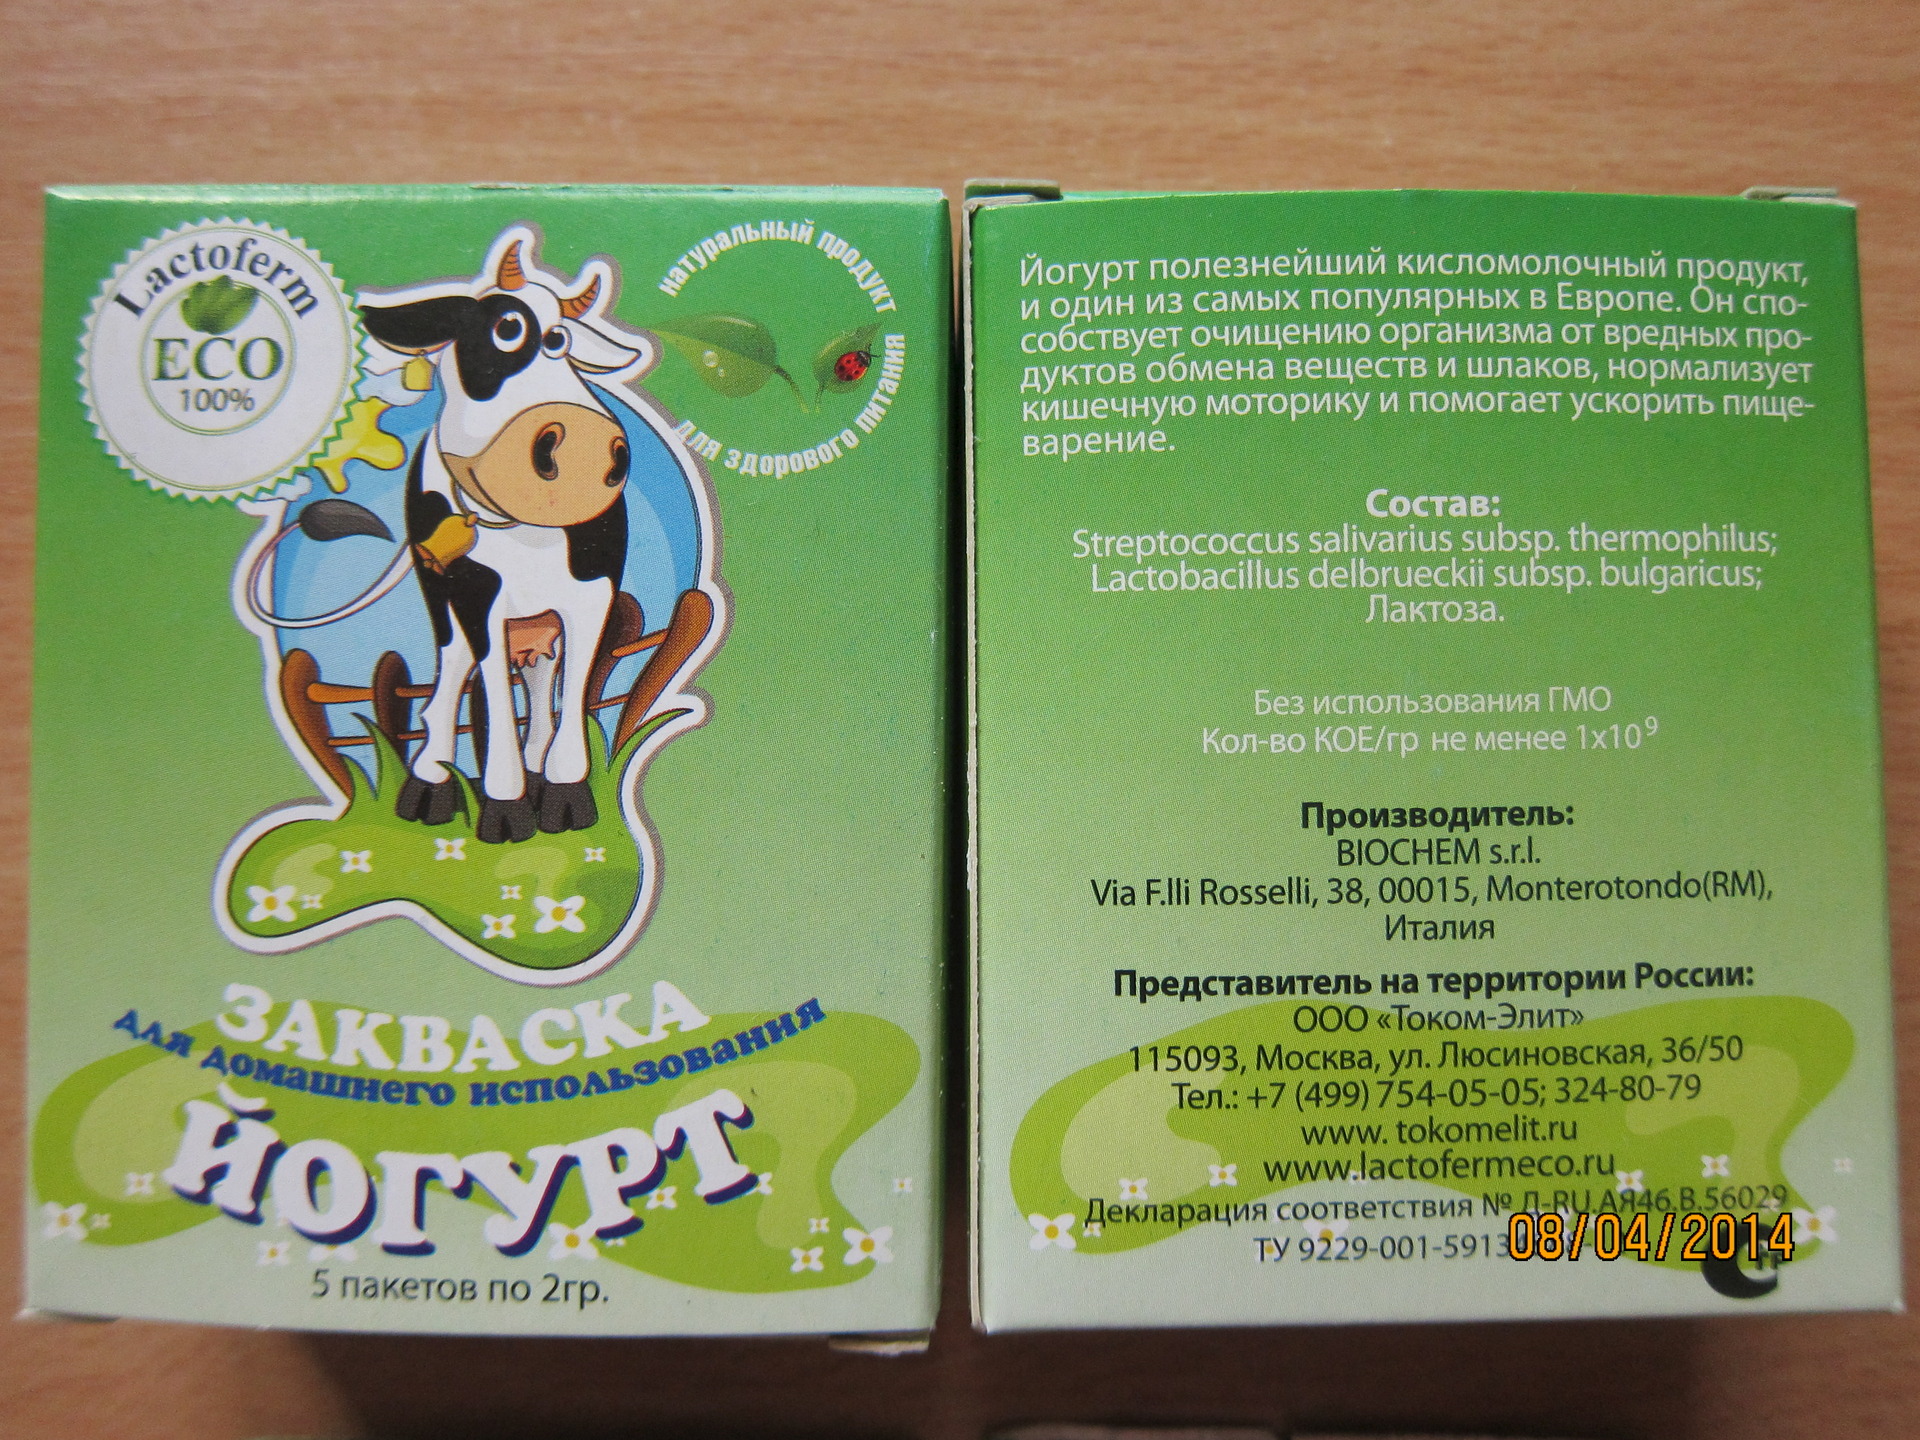 Lactoferm
ECO
100%
натуральный продукт
для здорового питания
ЗАКВАСКА
для домашнего использования
ЙОГУРТ
5 пакетов по 2гр.
Йогурт полезнейший кисломолочный продукт,
и один из самых популярных в Европе. Он спо-
собствует очищению организма от вредных про-
дуктов обмена веществ и шлаков, нормализует
кишечную моторику и помогает ускорить пище-
варение.
Состав:
Streptococcus salivarius subsp. thermophilus;
Lactobacillus delbrueckii subsp. bulgaricus;
Лактоза.
Без использования ГМО
Кол-во КОЕ/гр не менее 1x10⁹
Производитель:
BIOCHEM s.r.l.
Via F.lli Rosselli, 38, 00015, Monterotondo(RM),
Италия
Представитель на территории России:
ООО «Током-Элит»
115093, Москва, ул. Люсиновская, 36/50
Тел.: +7 (499) 754-05-05; 324-80-79
www. tokomelit.ru
www.lactofermeco.ru
Декларация соответствия № Д-RU.АЯ46.В.56029
ТУ
08/04/2014